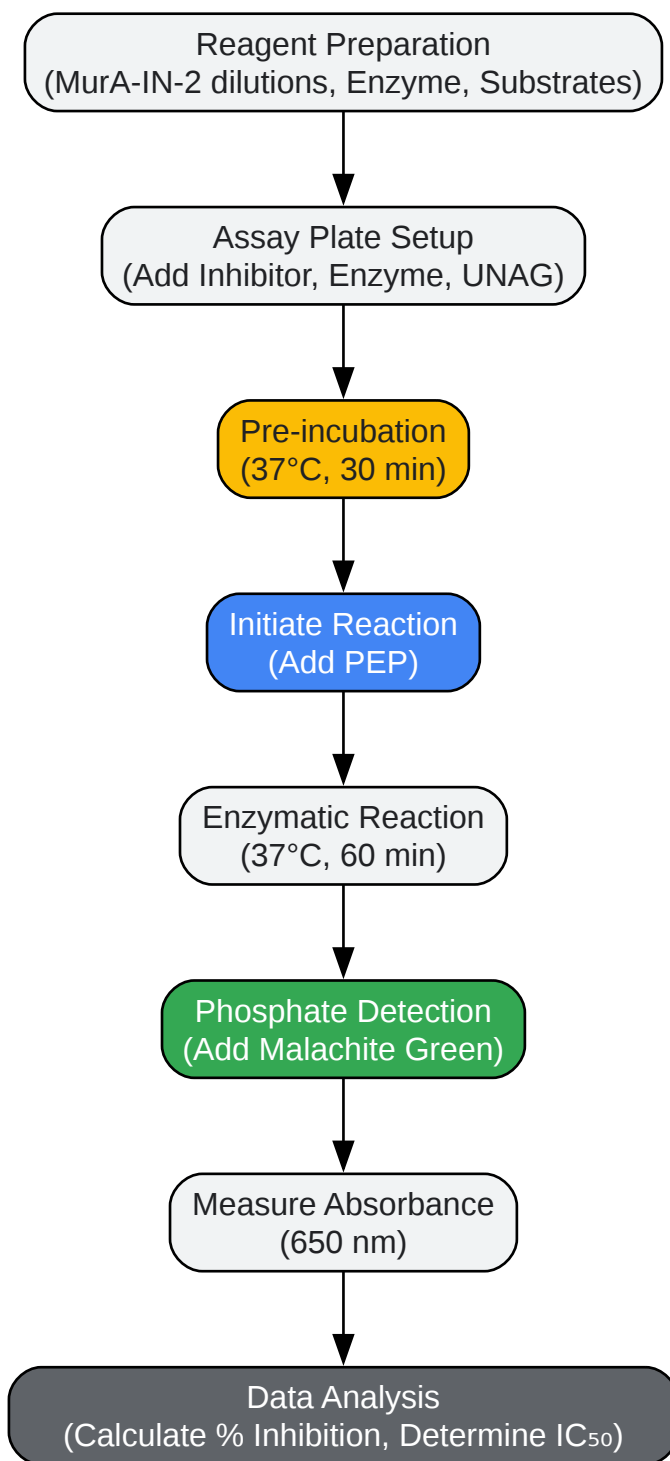 Reagent Preparation
(MurA-IN-2 dilutions, Enzyme, Substrates)
Assay Plate Setup
(Add Inhibitor, Enzyme, UNAG)
Pre-incubation
(37°C, 30 min)
Initiate Reaction
(Add PEP)
Enzymatic Reaction
(37°C, 60 min)
Phosphate Detection
(Add Malachite Green)
Measure Absorbance
(650 nm)
Data Analysis
(Calculate % Inhibition, Determine IC₅₀)